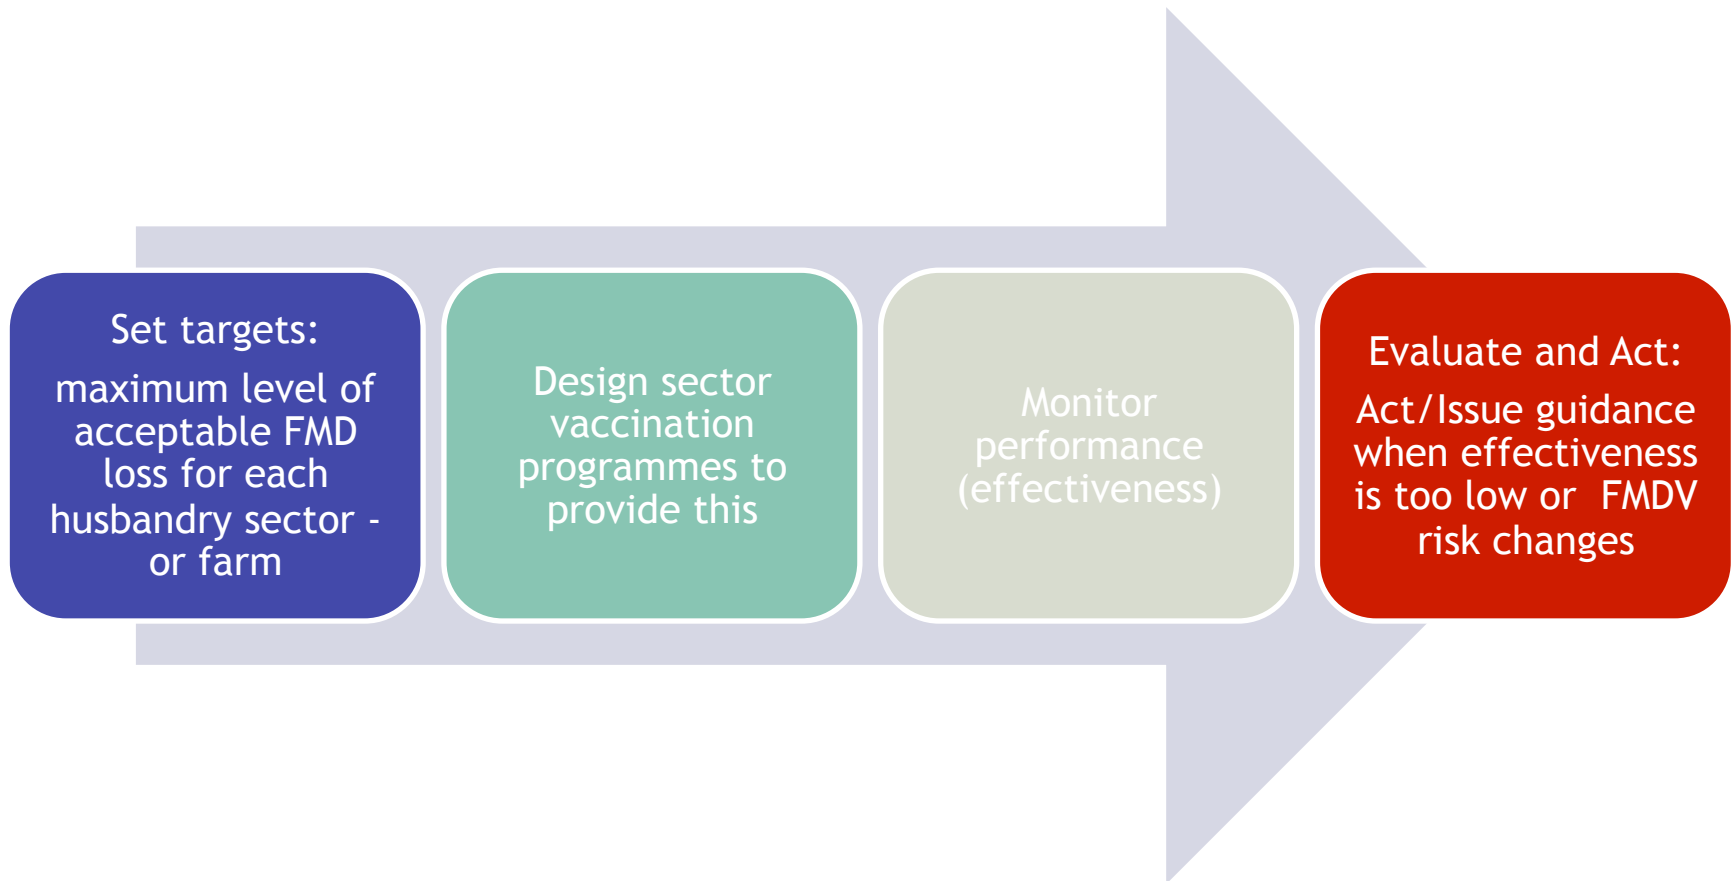 Set targets:
maximum level of
acceptable FMD
loss for each
husbandry sector -
or farm
Design sector
vaccination
programmes to
provide this
Monitor
performance
(effectiveness)
Evaluate and Act:
Act/Issue guidance
when effectiveness
is too low or  FMDV
risk changes